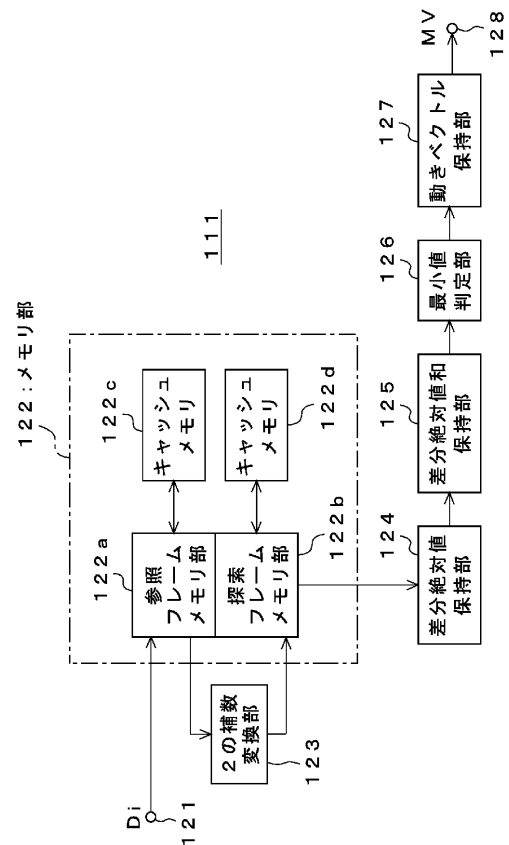 122:メモリ部
111
122a
122c
参照
フレーム
メモリ部
キャッシュ
メモリ
探索
フレーム
メモリ部
キャッシュ
メモリ
122b
122d
Di
121
2の補数
変換部
123
124
差分絶対値
保持部
125
差分絶対値和
保持部
126
最小値
判定部
127
動きベクトル
保持部
MV
128